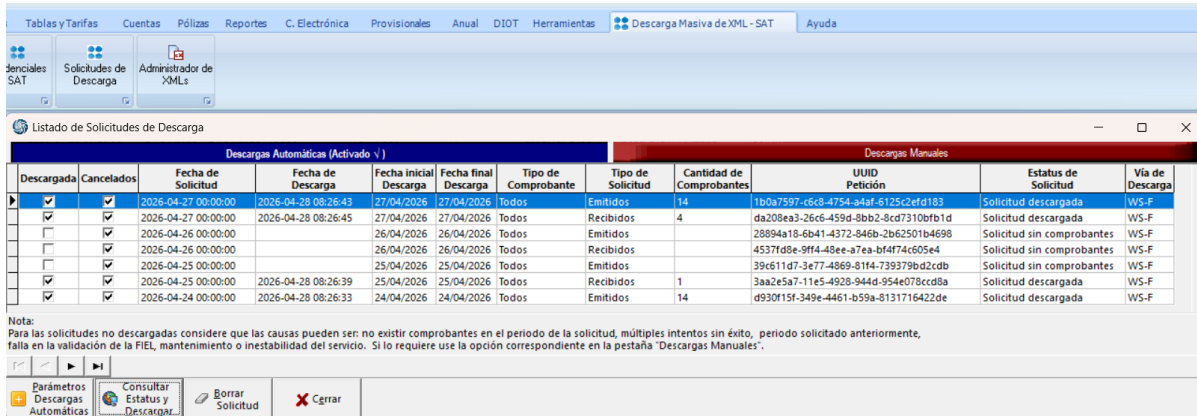 Tablas y Tarifas Cuentas Pólizas Reportes C. Electrónica Provisionales Anual DIOT Herramientas Descarga Masiva de XML - SAT Ayuda
denciales SAT
Solicitudes de Descarga
Administrador de XMLs
Listado de Solicitudes de Descarga
Descargas Automáticas (Activado √ ) Descargas Manuales
Descargada Cancelados Fecha de Solicitud Fecha de Descarga Fecha inicial Descarga Fecha final Descarga Tipo de Comprobante Tipo de Solicitud Cantidad de Comprobantes UUID Petición Estatus de Solicitud Vía de Descarga
2026-04-27 00:00:00 2026-04-28 08:26:43 27/04/2026 27/04/2026 Todos Emitidos 14 1b0a7597-c6c8-4754-a4af-6125c2efd183 Solicitud descargada WS-F
2026-04-27 00:00:00 2026-04-28 08:26:45 27/04/2026 27/04/2026 Todos Recibidos 4 da208ea3-26c6-459d-8bb2-8cd7310bfb1d Solicitud descargada WS-F
2026-04-26 00:00:00 26/04/2026 26/04/2026 Todos Emitidos 28894a18-6b41-4372-846b-2b62501b4698 Solicitud sin comprobantes WS-F
2026-04-26 00:00:00 26/04/2026 26/04/2026 Todos Recibidos 4537fd8e-9ff4-48ee-a7ea-bf4f74c605e4 Solicitud sin comprobantes WS-F
2026-04-25 00:00:00 25/04/2026 25/04/2026 Todos Emitidos 39c611d7-3e77-4869-81f4-739379bd2cdb Solicitud sin comprobantes WS-F
2026-04-25 00:00:00 2026-04-28 08:26:39 25/04/2026 25/04/2026 Todos Recibidos 1 3aa2e5a7-11e5-4928-944d-954e078ccd8a Solicitud descargada WS-F
2026-04-24 00:00:00 2026-04-28 08:26:33 24/04/2026 24/04/2026 Todos Emitidos 14 d930f15f-349e-4461-b59a-8131716422de Solicitud descargada WS-F
Nota:
Para las solicitudes no descargadas considere que las causas pueden ser: no existir comprobantes en el periodo de la solicitud, múltiples intentos sin éxito, periodo solicitado anteriormente,
falla en la validación de la FIEL, mantenimiento o inestabilidad del servicio. Si lo requiere use la opción correspondiente en la pestaña "Descargas Manuales".
Parámetros Descargas Automáticas
Consultar Estatus y Descargar...
Borrar Solicitud
Cerrar